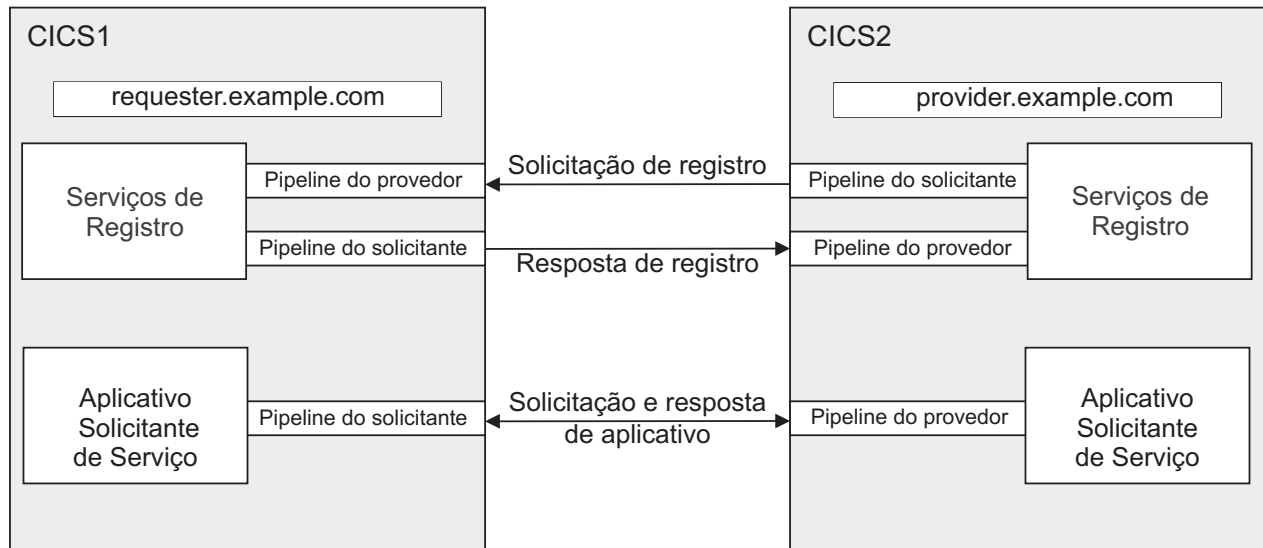 CICS1
requester.example.com
Serviços de
Registro
Pipeline do provedor
Pipeline do solicitante
Aplicativo
Solicitante
de Serviço
Pipeline do solicitante
Solicitação de registro
Resposta de registro
Solicitação e resposta
de aplicativo
CICS2
provider.example.com
Pipeline do solicitante
Pipeline do provedor
Serviços de
Registro
Pipeline do provedor
Aplicativo
Solicitante
de Serviço